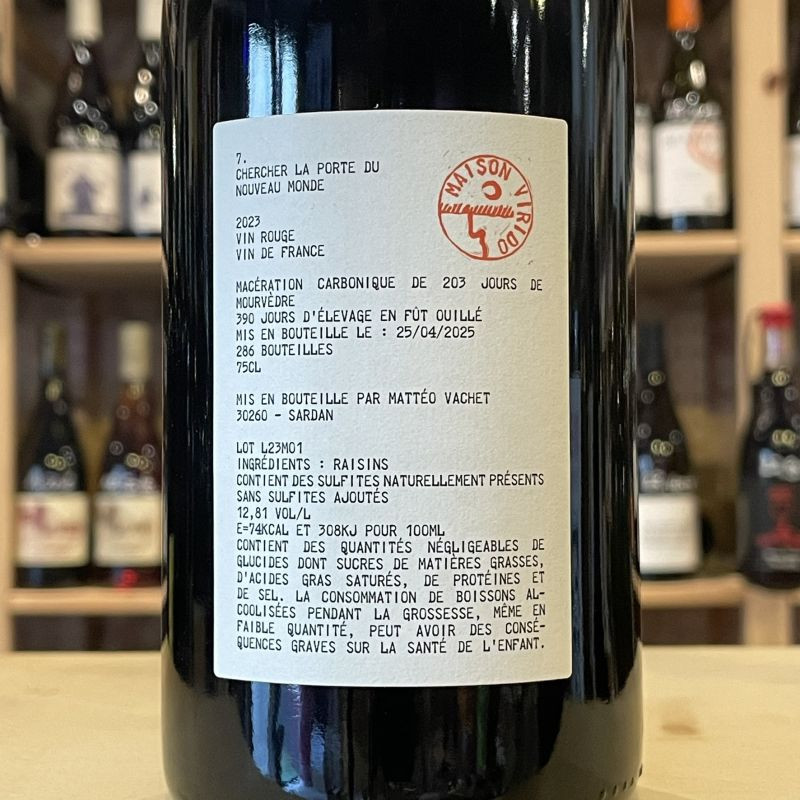 7.
CHERCHER LA PORTE DU
NOUVEAU MONDE
MAISON VIRIDO
2023
VIN ROUGE
VIN DE FRANCE
MACÉRATION CARBONIQUE DE 203 JOURS DE
MOURVÈDRE
390 JOURS D'ÉLEVAGE EN FÛT OUILLÉ
MIS EN BOUTEILLE LE : 25/04/2025
286 BOUTEILLES
75CL
MIS EN BOUTEILLE PAR MATTÉO VACHET
30260 - SARDAN
LOT L23M01
INGRÉDIENTS : RAISINS
CONTIENT DES SULFITES NATURELLEMENT PRÉSENTS
SANS SULFITES AJOUTÉS
12,81 VOL/L
E=74KCAL ET 308KJ POUR 100ML
CONTIENT DES QUANTITÉS NÉGLIGEABLES DE
GLUCIDES DONT SUCRES DE MATIÈRES GRASSES,
D'ACIDES GRAS SATURÉS, DE PROTÉINES ET
DE SEL. LA CONSOMMATION DE BOISSONS AL-
COOLISÉES PENDANT LA GROSSESSE, MÊME EN
FAIBLE QUANTITÉ, PEUT AVOIR DES CONSÉ-
QUENCES GRAVES SUR LA SANTÉ DE L'ENFANT.